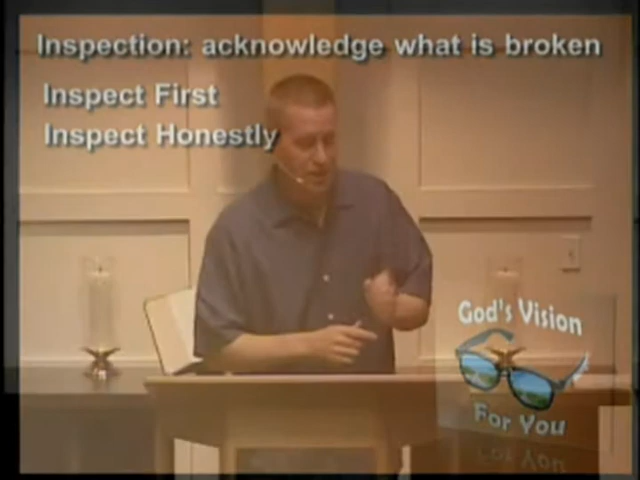 Inspection: acknowledge what is broken
Inspect First
Inspect Honestly
God's Vision
For You